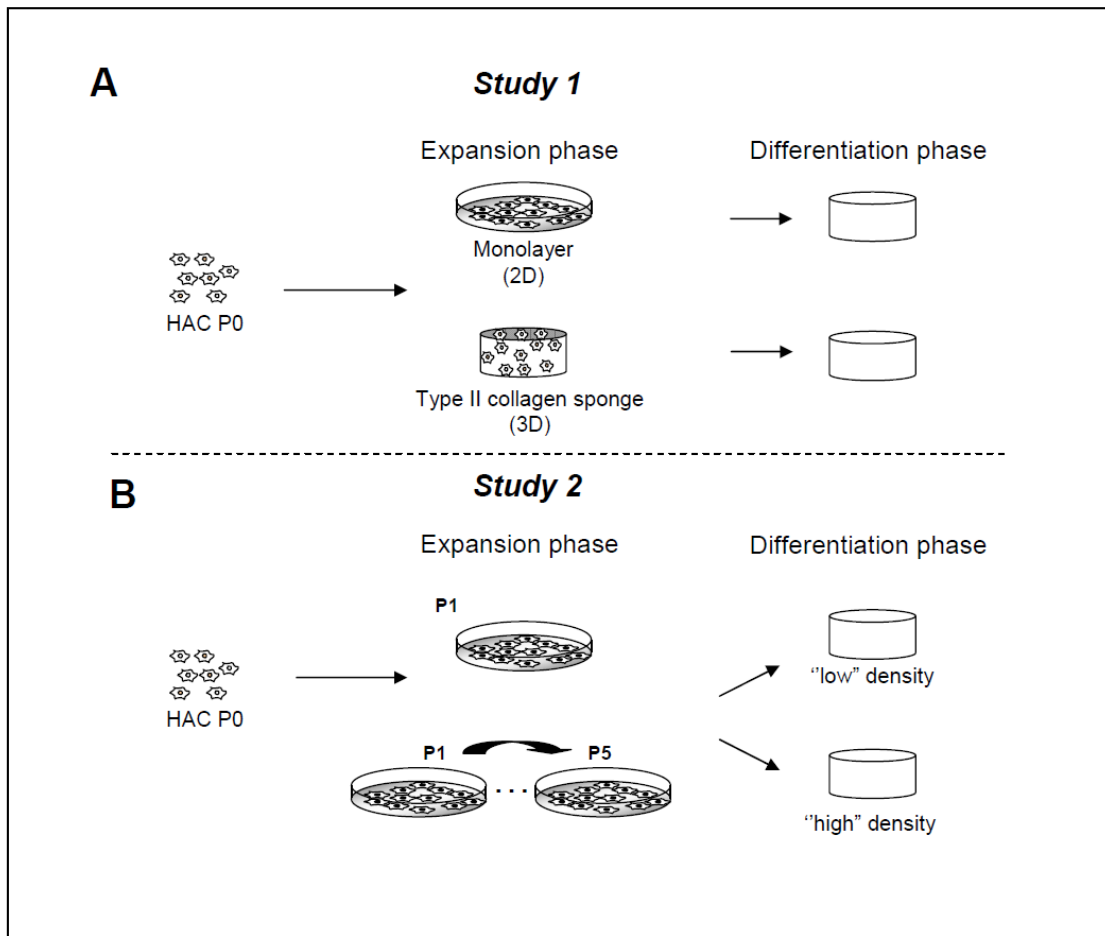 A
Study 1
Expansion phase
Differentiation phase
HAC P0
Monolayer
(2D)
Type II collagen sponge
(3D)
B
Study 2
Expansion phase
Differentiation phase
P1
HAC P0
P1
P5
. . .
‘’low” density
‘’high” density